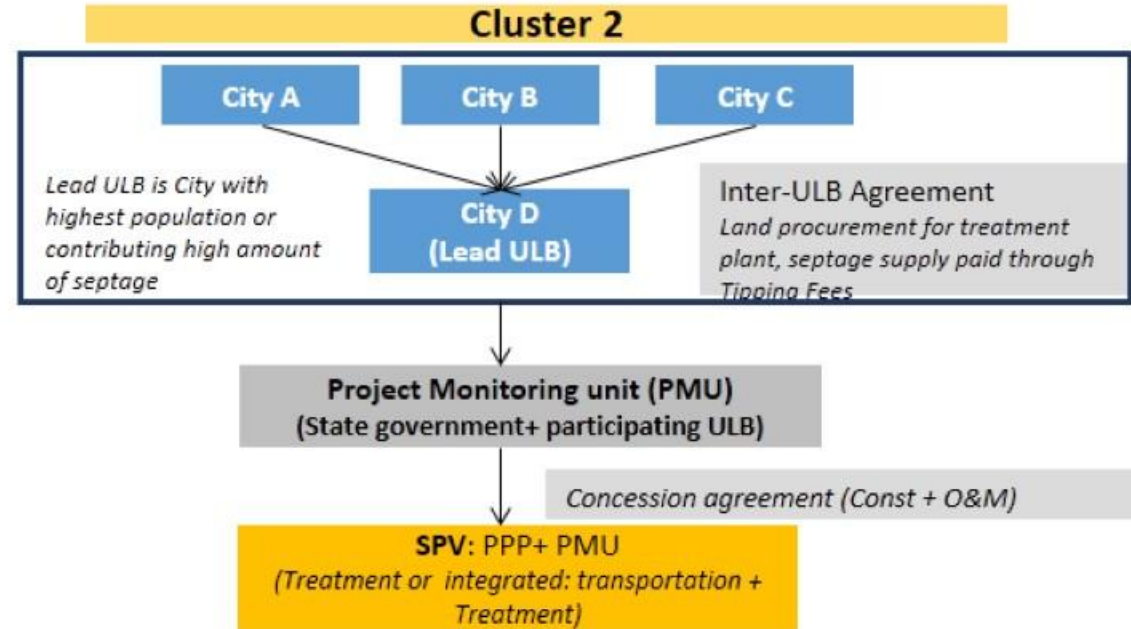 Cluster 2
City A
City B
City C
Lead ULB is City with
highest population or
contributing high amount
of septage
City D
(Lead ULB)
Inter-ULB Agreement
Land procurement for treatment
plant, septage supply paid through
Tipping Fees
Project Monitoring unit (PMU)
(State government+ participating ULB)
Concession agreement (Const + O&M)
SPV: PPP+ PMU
(Treatment or integrated: transportation +
Treatment)